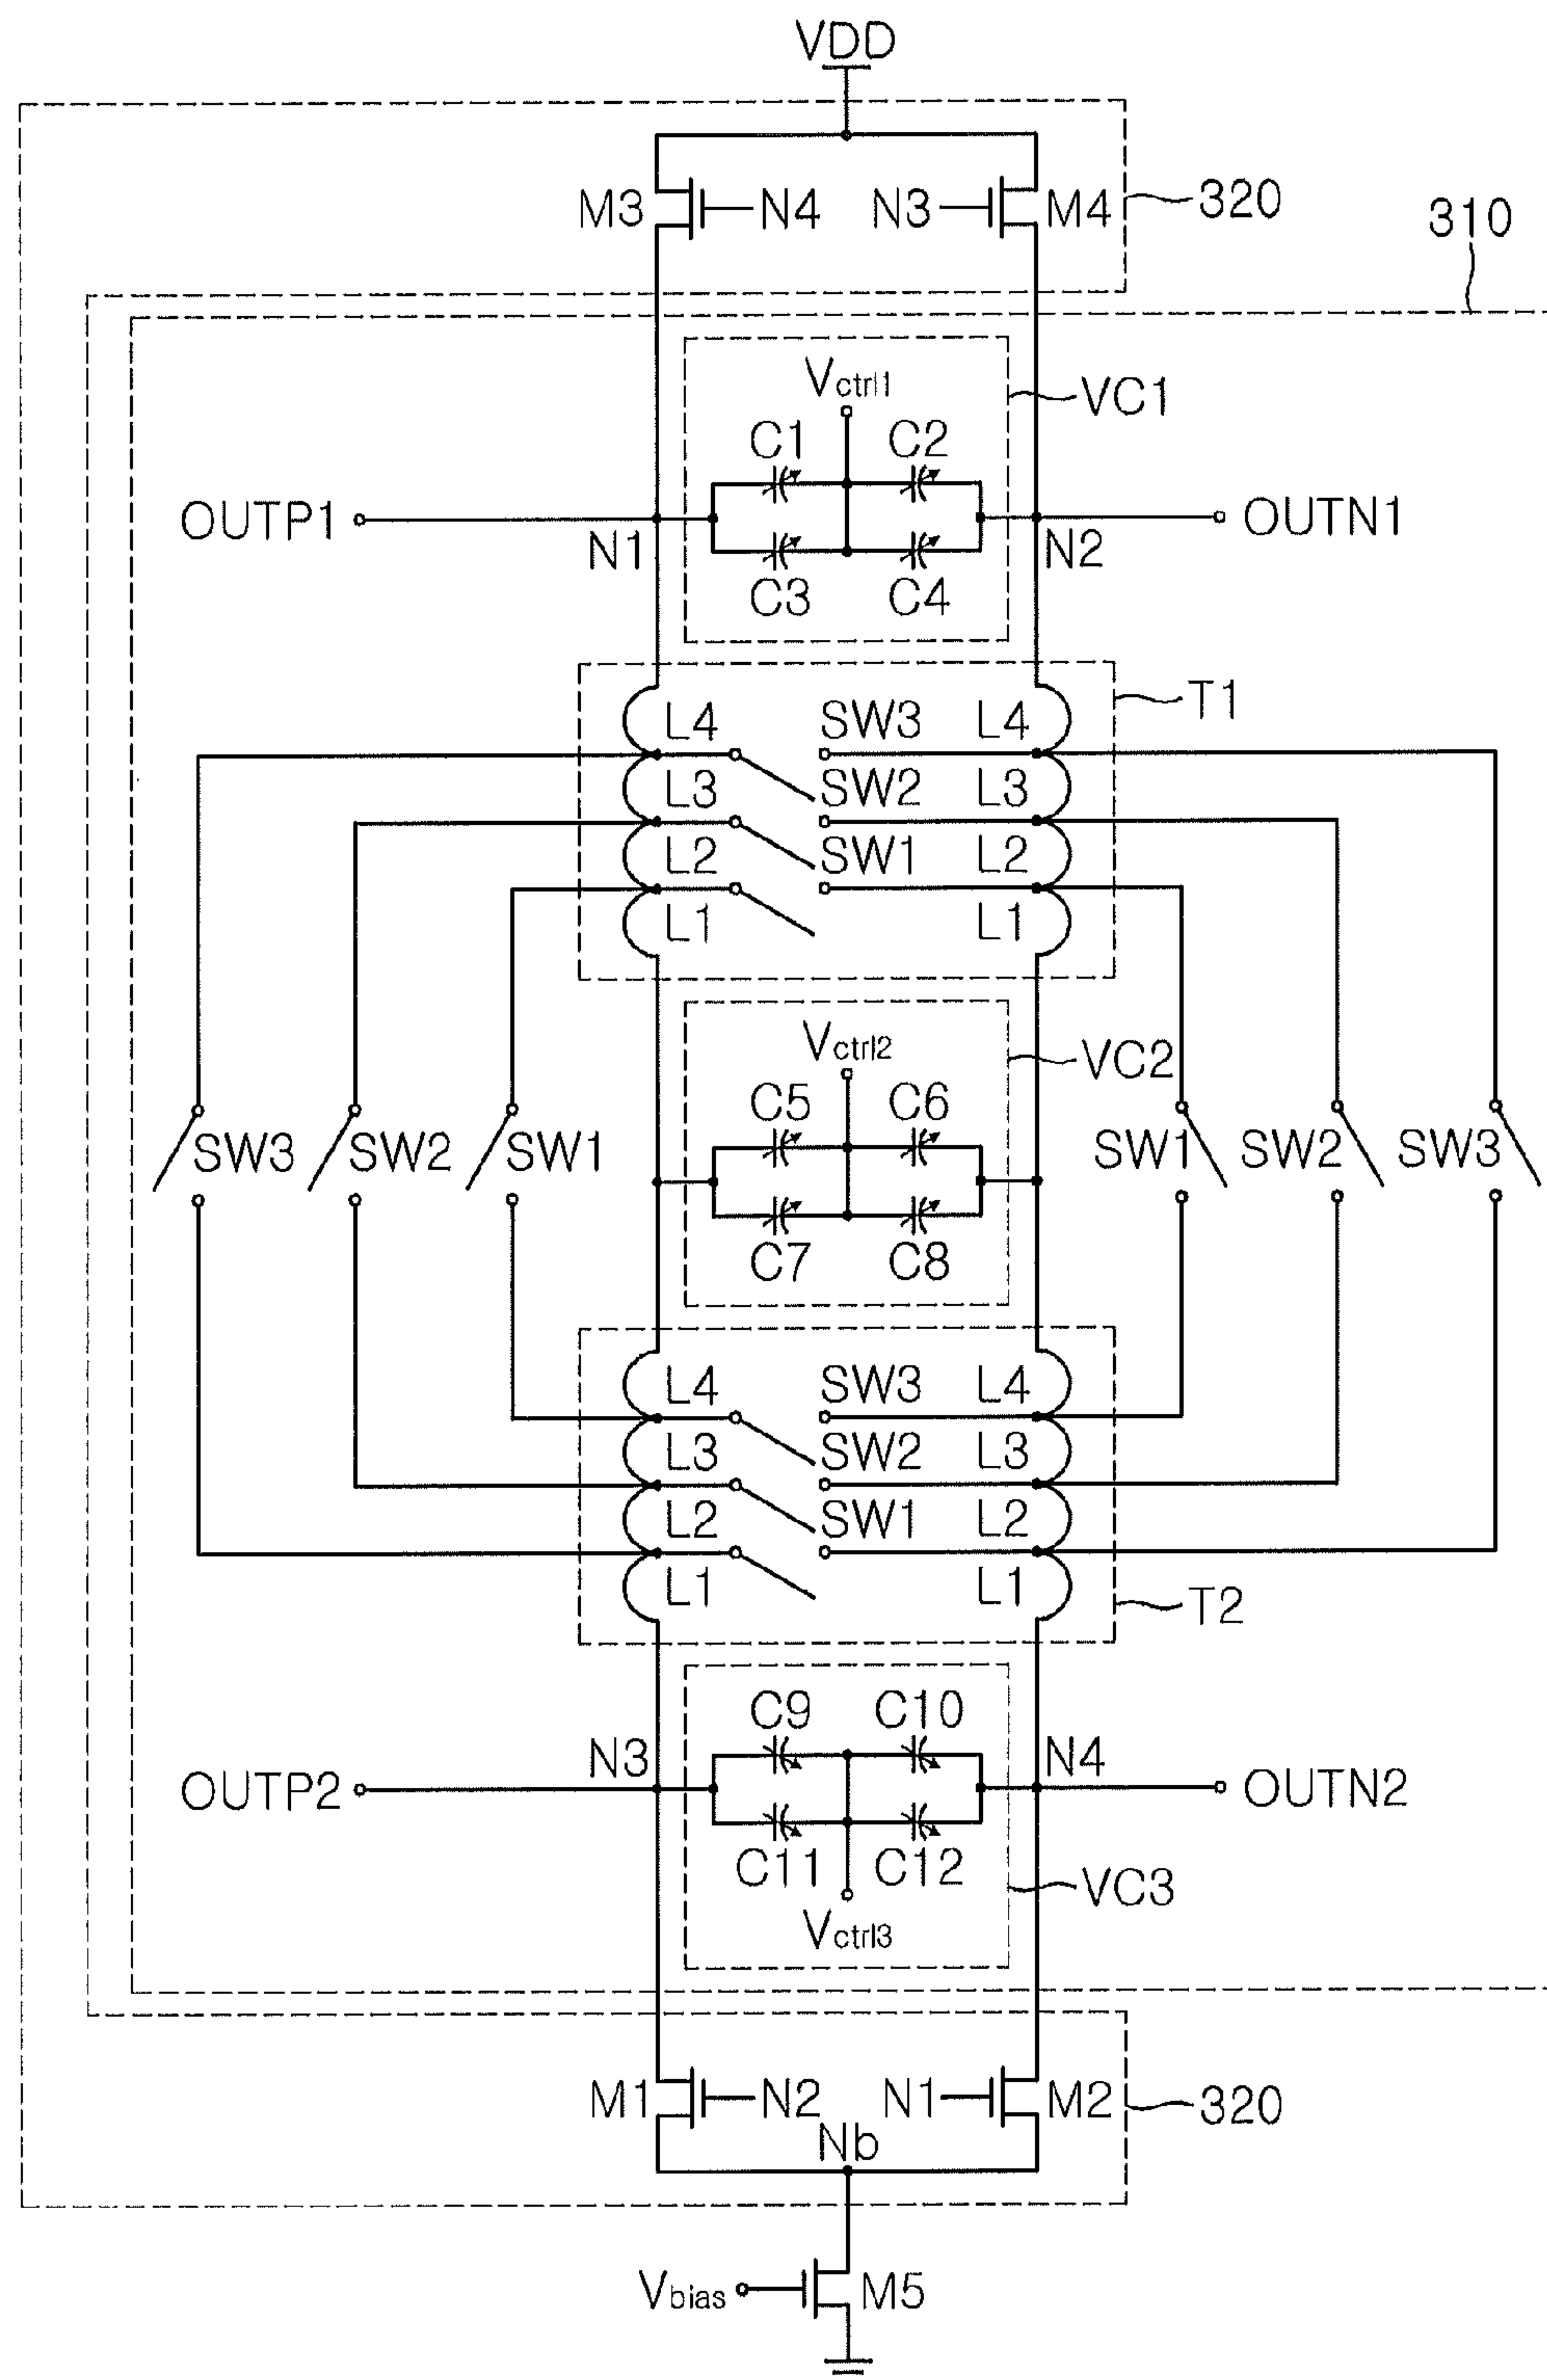 VDD
M3 N4 N3 M4 320
310
Vctrl1
VC1
C1 C2
OUTP1 OUTN1
N1 N2
C3 C4
T1
L4 SW3 L4
L3 SW2 L3
L2 SW1 L2
L1 L1
Vctrl2
VC2
C5 C6
SW3 SW2 SW1 SW1 SW2 SW3
C7 C8
L4 SW3 L4
L3 SW2 L3
L2 SW1 L2
L1 L1
T2
C9 C10
N3 N4
OUTP2 OUTN2
C11 C12
VC3
Vctrl3
M1 N2 N1 M2 320
Nb
Vbias M5